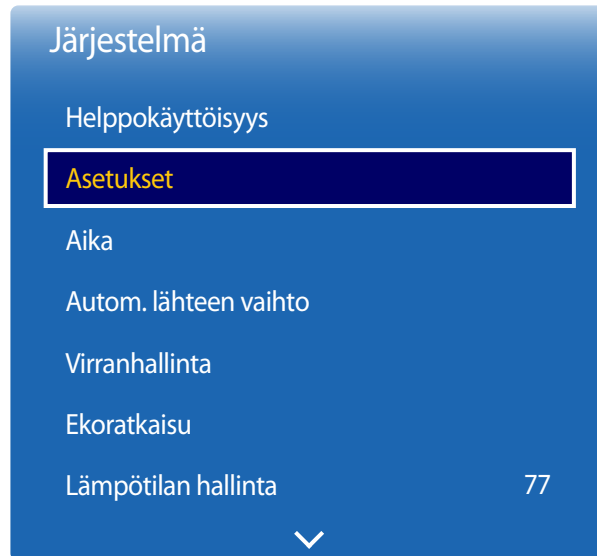 Järjestelmä
Helppokäyttöisyys
Asetukset
Aika
Autom. lähteen vaihto
Virranhallinta
Ekoratkaisu
Lämpötilan hallinta 77